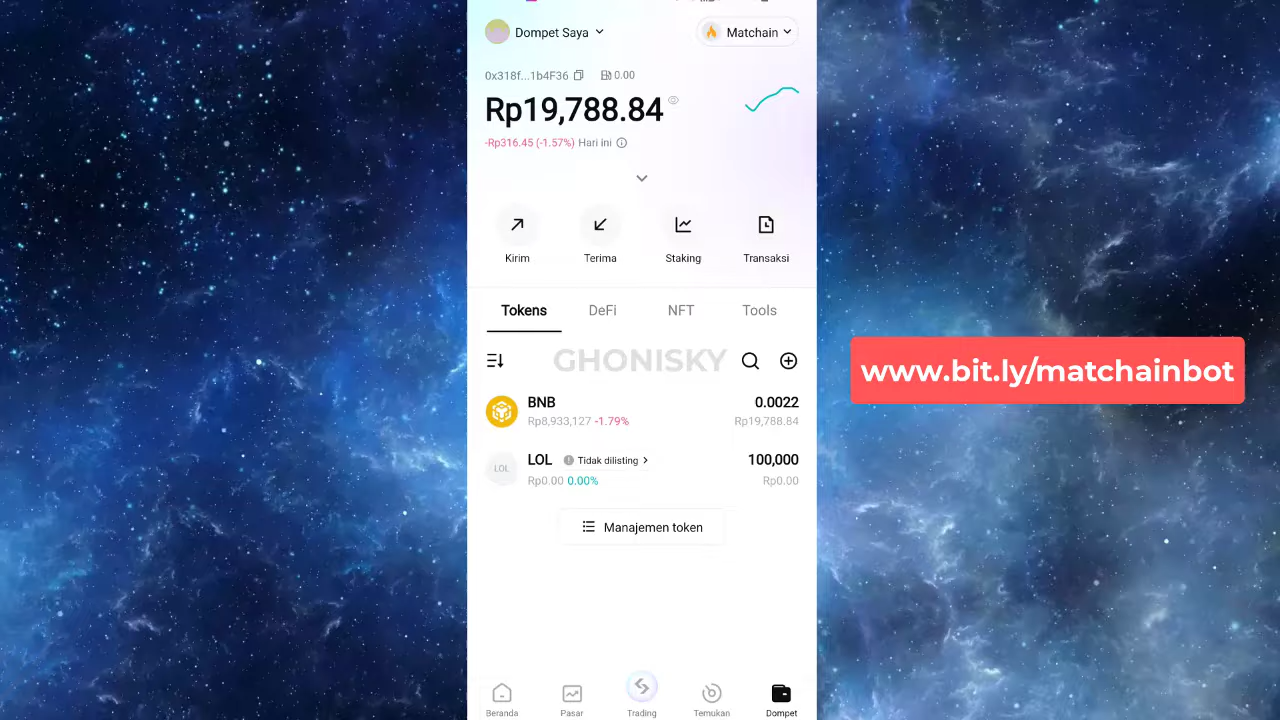 Dompet Saya
Matchain
0x318f...1b4F36
0.00
Rp19,788.84
-Rp316.45 (-1.57%) Hari ini
Kirim
Terima
Staking
Transaksi
Tokens
DeFi
NFT
Tools
GHONISKY
www.bit.ly/matchainbot
BNB
0.0022
Rp8,933,127 -1.79%
Rp19,788.84
LOL
LOL
Tidak dilisting
100,000
Rp0.00 0.00%
Rp0.00
Manajemen token
Beranda
Pasar
Trading
Temukan
Dompet